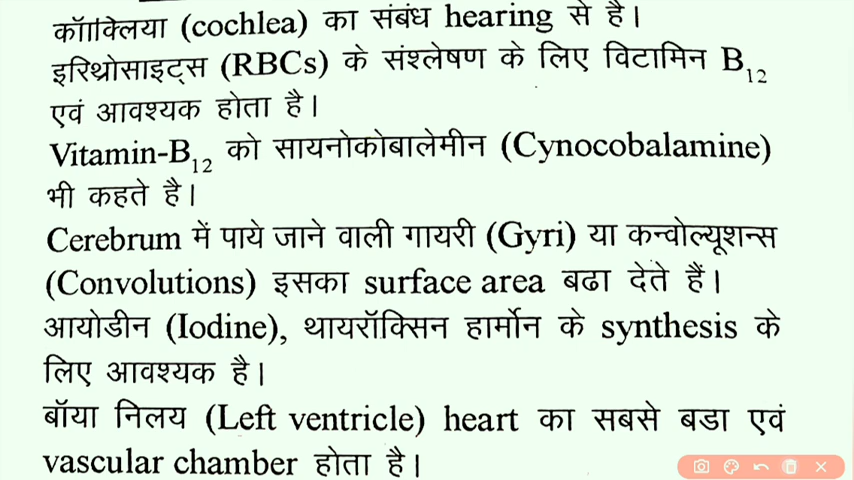 कॉक्लिया (cochlea) का संबंध hearing से है।
इरिथ्रोसाइट्स (RBCs) के संश्लेषण के लिए विटामिन B12
एवं आवश्यक होता है।
Vitamin-B12 को सायनोकोबालेमीन (Cynocobalamine)
भी कहते है।
Cerebrum में पाये जाने वाली गायरी (Gyri) या कन्वोल्यूशन्स
(Convolutions) इसका surface area बढा देते हैं।
आयोडीन (Iodine), थायरॉक्सिन हार्मोन के synthesis के
लिए आवश्यक है।
बॉया निलय (Left ventricle) heart का सबसे बडा एवं
vascular chamber होता है।